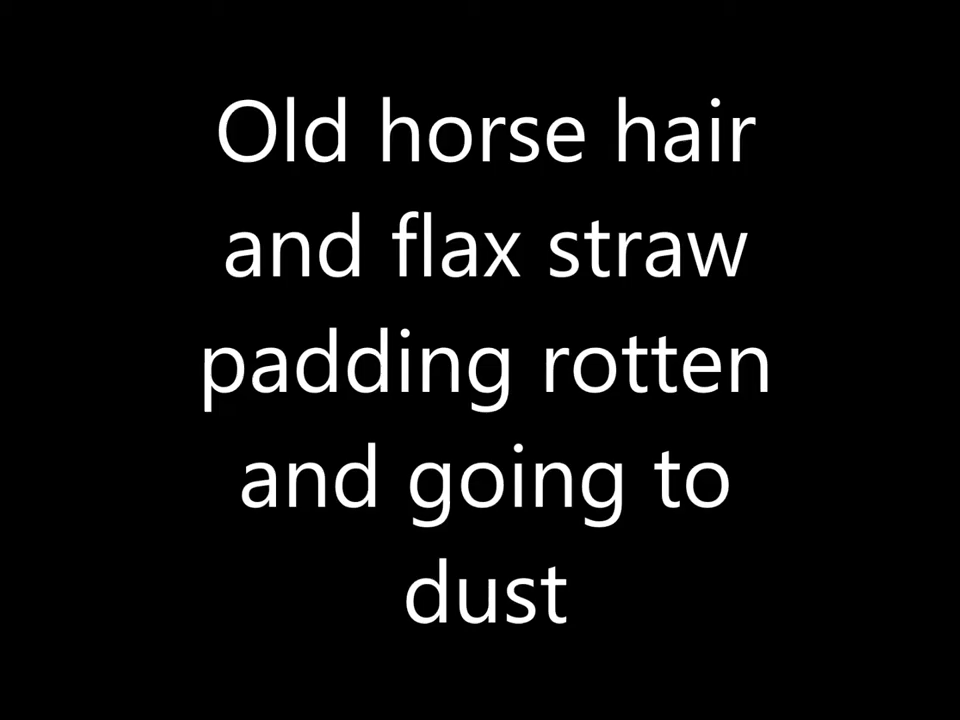 Old horse hair
and flax straw
padding rotten
and going to
dust